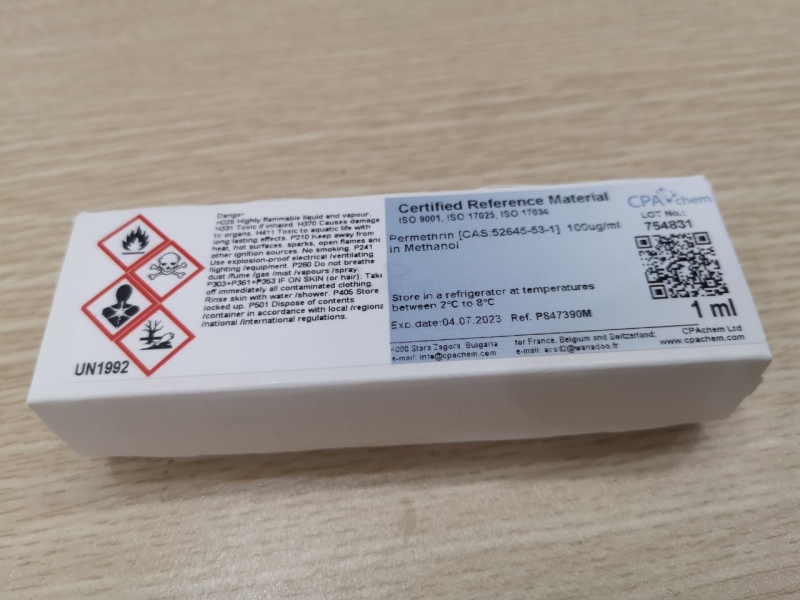 Danger
H225 Highly flammable liquid and vapour.
H331 Toxic if inhaled. H370 Causes damage
to organs. H411 Toxic to aquatic life with
long lasting effects. P210 Keep away from
heat, hot surfaces, sparks, open flames and
other ignition sources. No smoking. P241
Use explosion-proof electrical /ventilating
/lighting /equipment. P260 Do not breathe
dust /fume /gas /mist /vapours /spray.
P303+P361+P353 IF ON SKIN (or hair): Take
off immediately all contaminated clothing.
Rinse skin with water /shower. P405 Store
locked up. P501 Dispose of contents
/container in accordance with local /regional
/national /international regulations.
UN1992
Certified Reference Material
ISO 9001, ISO 17025, ISO 17034
Permethrin [CAS:52645-53-1] 100ug/ml
in Methanol
Store in a refrigerator at temperatures
between 2°C to 8°C
Exp.date:04.07.2023 Ref. P847390M
6000 Stara Zagora, Bulgaria
e-mail: info@cpachem.com
for France, Belgium and Switzerland:
e-mail: acsd2@wanadoo.fr
CPAchem
LOT No.:
754831
1 ml
CPAchem Ltd
www.cpachem.com